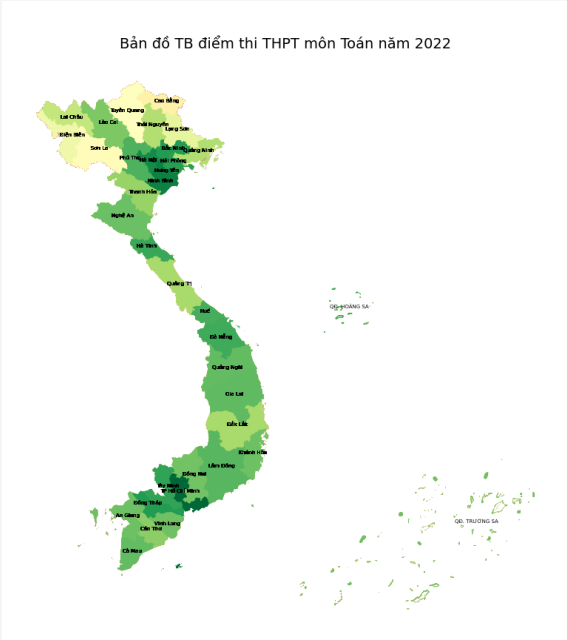 Bản đồ TB điểm thi THPT môn Toán năm 2022
Cao Bằng
Tuyên Quang
Lai Châu
Lào Cai
Thái Nguyên
Lạng Sơn
Điện Biên
Sơn La
Phú Thọ
Hà Nội
Bắc Ninh
Quảng Ninh
Hải Phòng
Hưng Yên
Ninh Bình
Thanh Hóa
Nghệ An
Hà Tĩnh
Quảng Trị
Huế
QĐ. HOÀNG SA
Đà Nẵng
Quảng Ngãi
Gia Lai
Đắk Lắk
Khánh Hòa
Lâm Đồng
Đồng Nai
Tây Ninh
TP Hồ Chí Minh
Đồng Tháp
An Giang
Vĩnh Long
Cần Thơ
QĐ. TRƯỜNG SA
Cà Mau